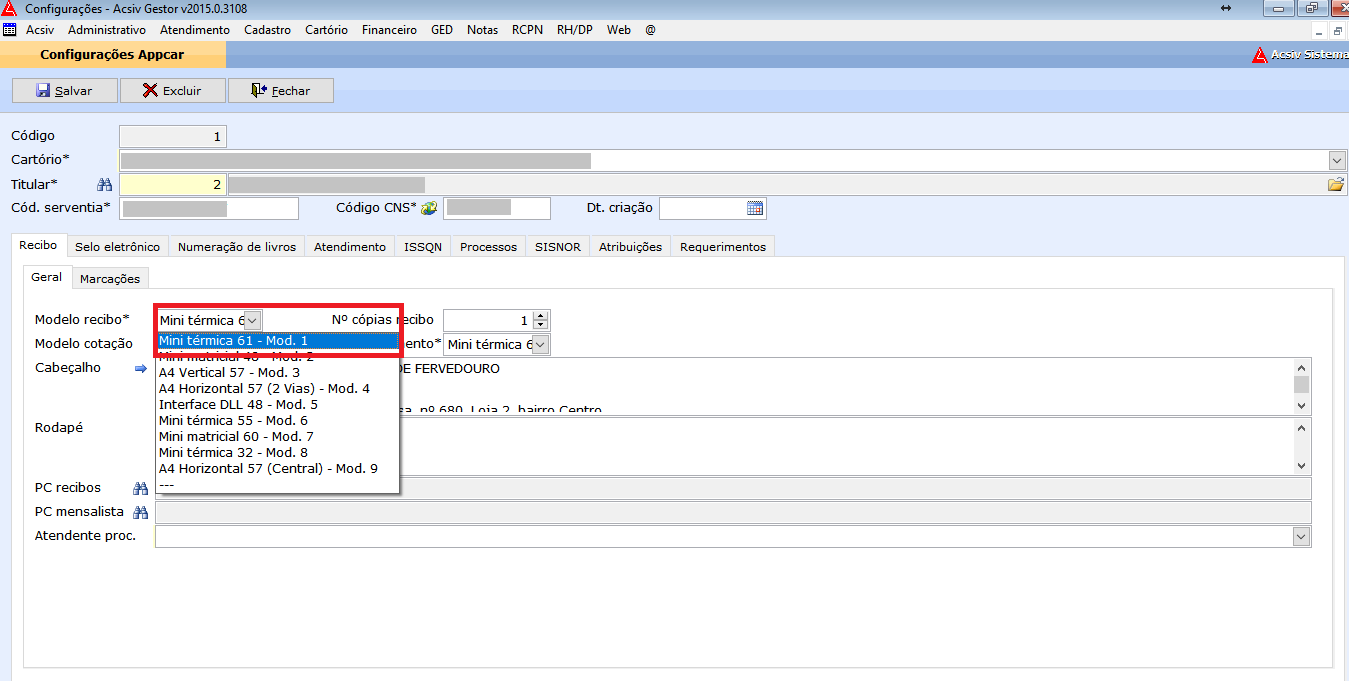 Configurações - Acsiv Gestor v2015.0.3108
Acsiv Administrativo Atendimento Cadastro Cartório Financeiro GED Notas RCPN RH/DP Web @
Configurações Appcar
Acsiv Sistema
Salvar Excluir Fechar
Código 1
Cartório*
Titular* 2
Cód. serventia* Código CNS* Dt. criação
Recibo Selo eletrônico Numeração de livros Atendimento ISSQN Processos SISNOR Atribuições Requerimentos
Geral Marcações
Modelo recibo* Mini térmica 6 Nº cópias recibo 1
Mini térmica 61 - Mod. 1
Modelo cotação ento* Mini térmica 6
Mini matricial 48 - Mod. 2
Cabeçalho DE FERVEDOURO
A4 Vertical 57 - Mod. 3
A4 Horizontal 57 (2 Vias) - Mod. 4
Interface DLL 48 - Mod. 5
sa, nº 680, Loja 2, bairro Centro
Mini térmica 55 - Mod. 6
Rodapé
Mini matricial 60 - Mod. 7
Mini térmica 32 - Mod. 8
A4 Horizontal 57 (Central) - Mod. 9
---
PC recibos
PC mensalista
Atendente proc.